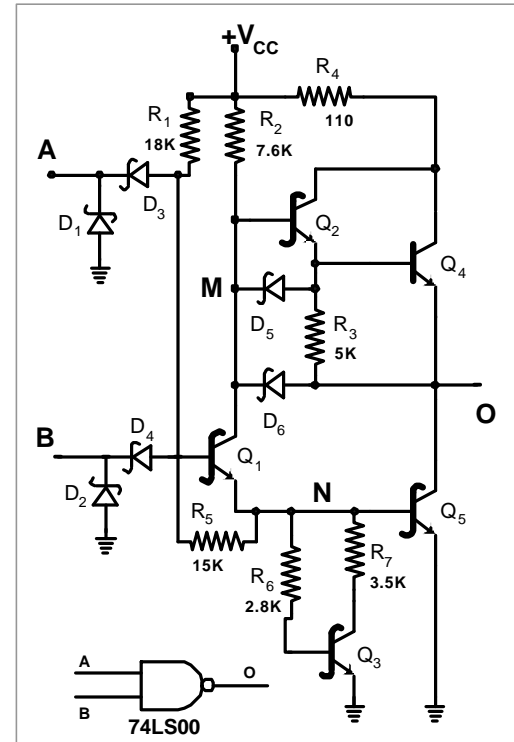 +VCC
R4
110
R1
18K
R2
7.6K
A
D3
D1
Q2
Q4
M
D5
R3
5K
D6
O
B
D4
D2
Q1
N
Q5
R5
15K
R6
2.8K
R7
3.5K
Q3
A
B
O
74LS00